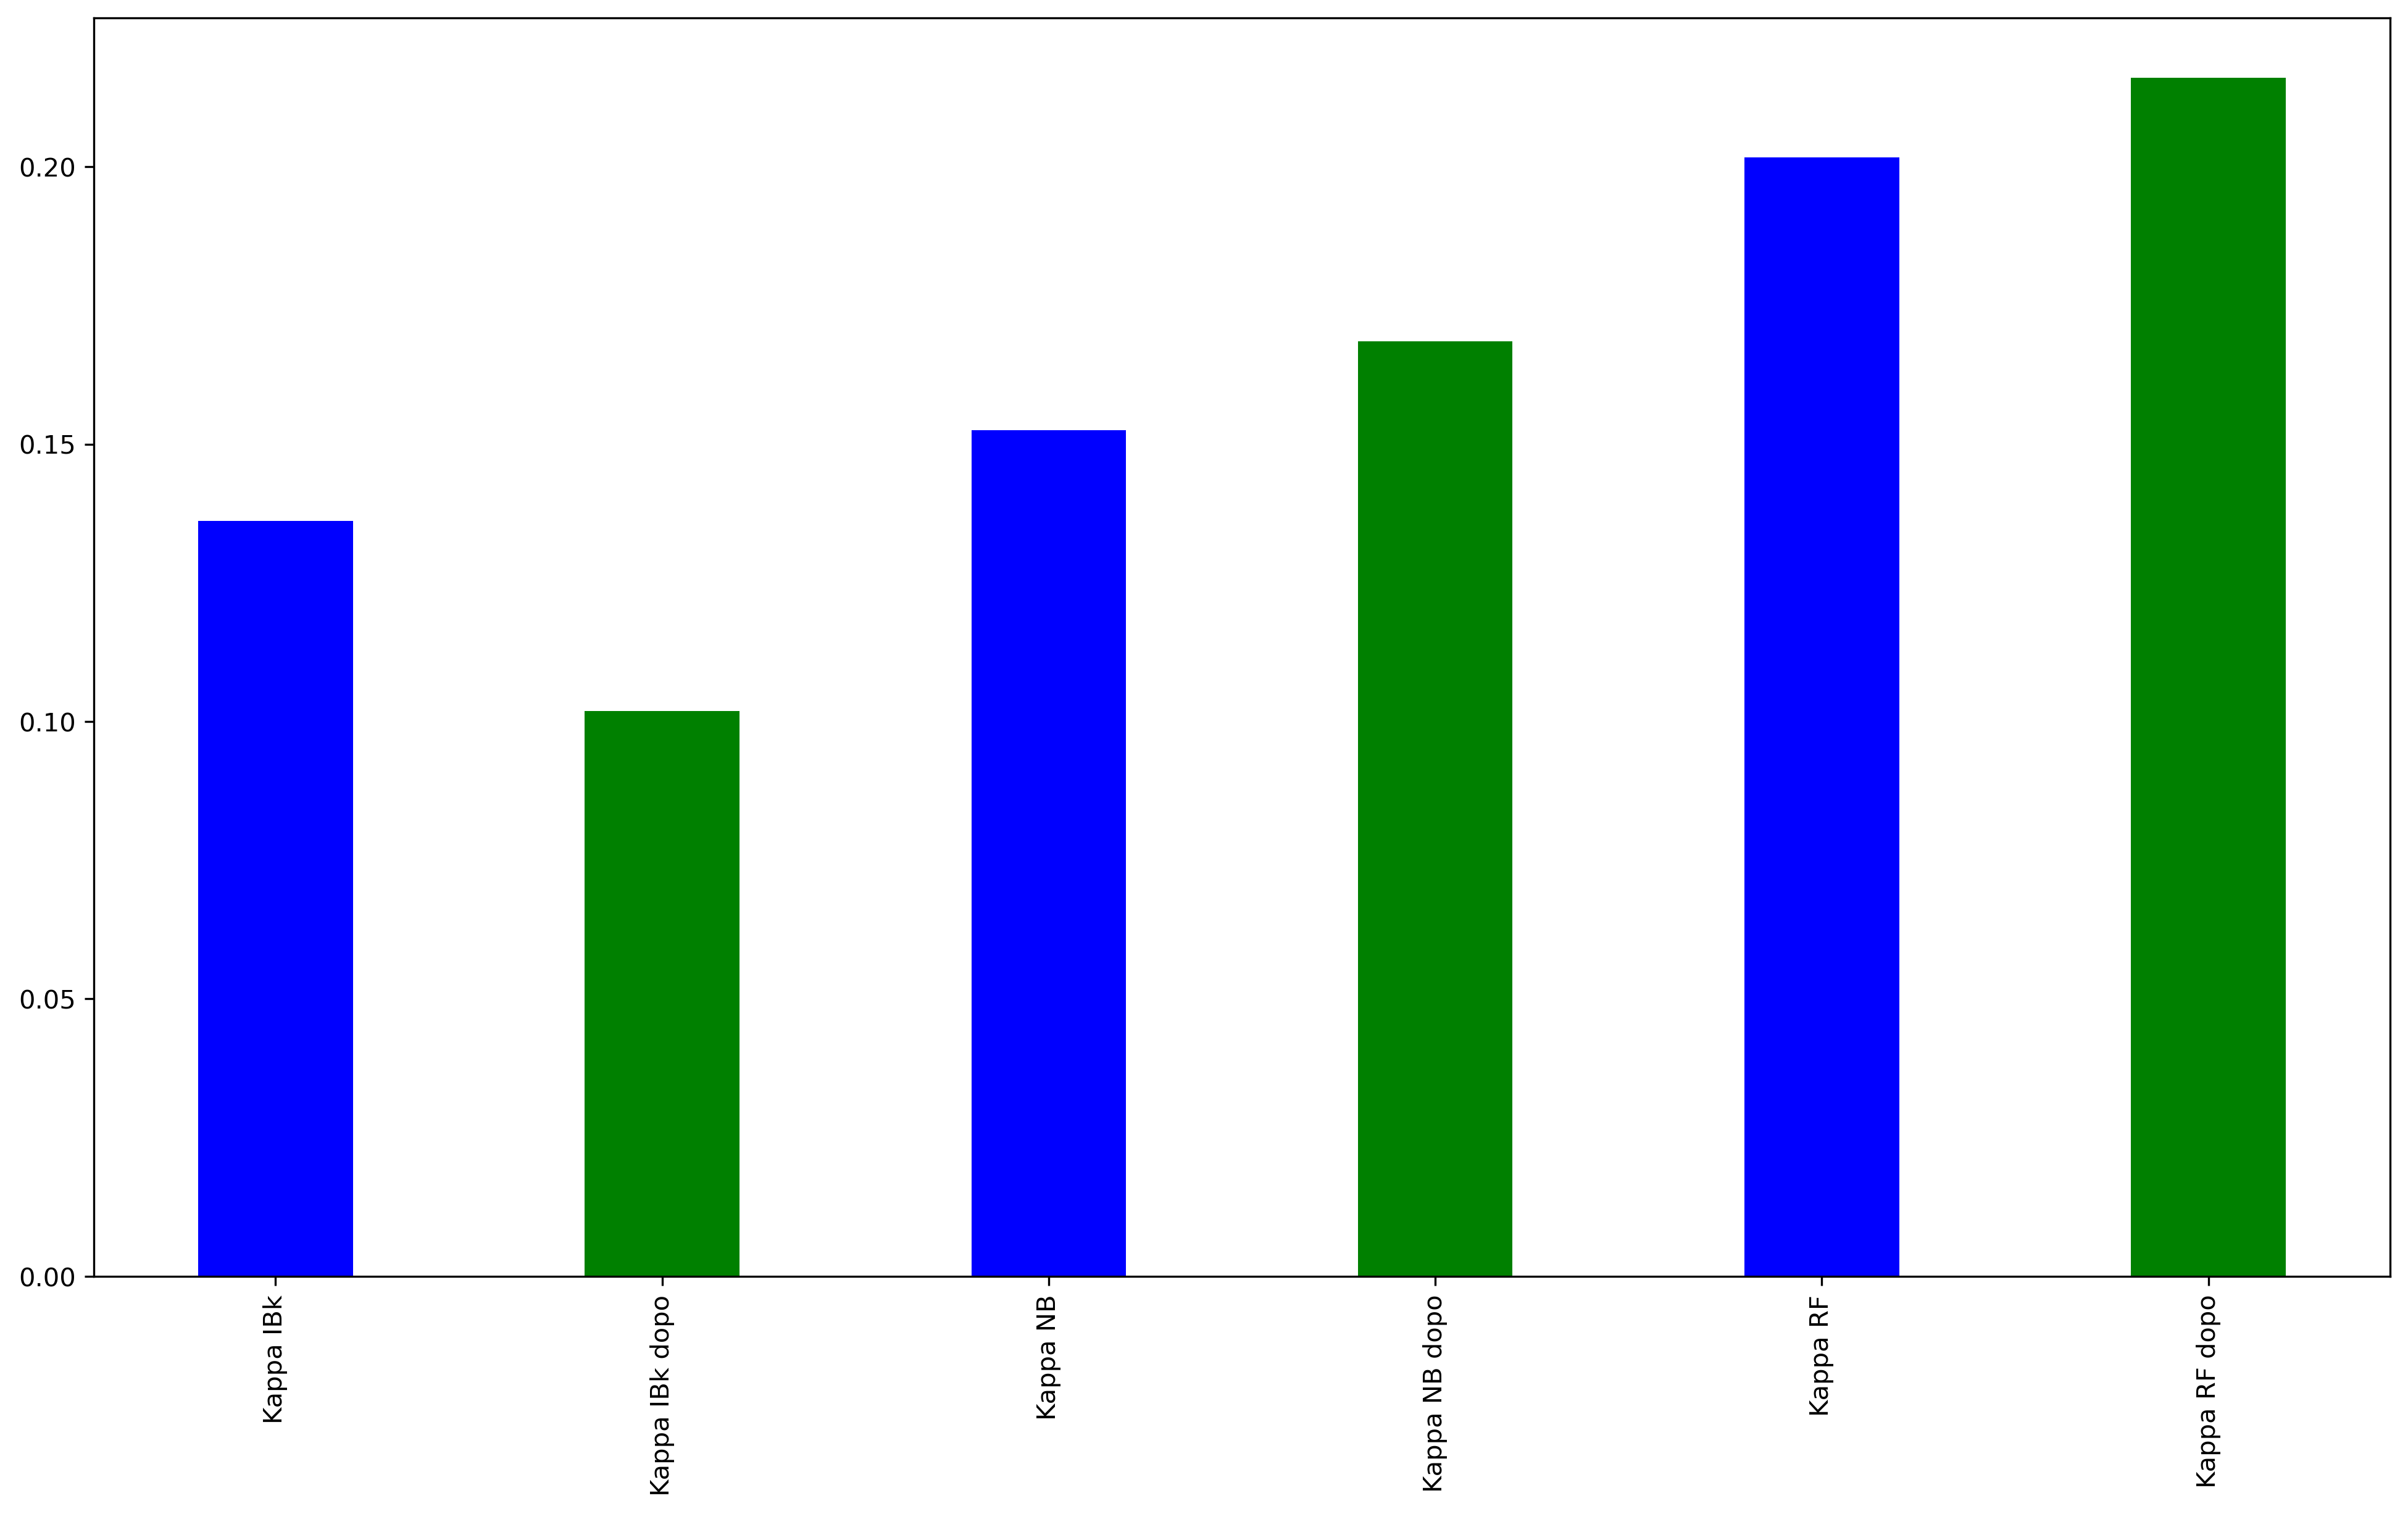 0.20
0.15
0.10
0.05
0.00
Kappa IBk
Kappa IBk dopo
Kappa NB
Kappa NB dopo
Kappa RF
Kappa RF dopo